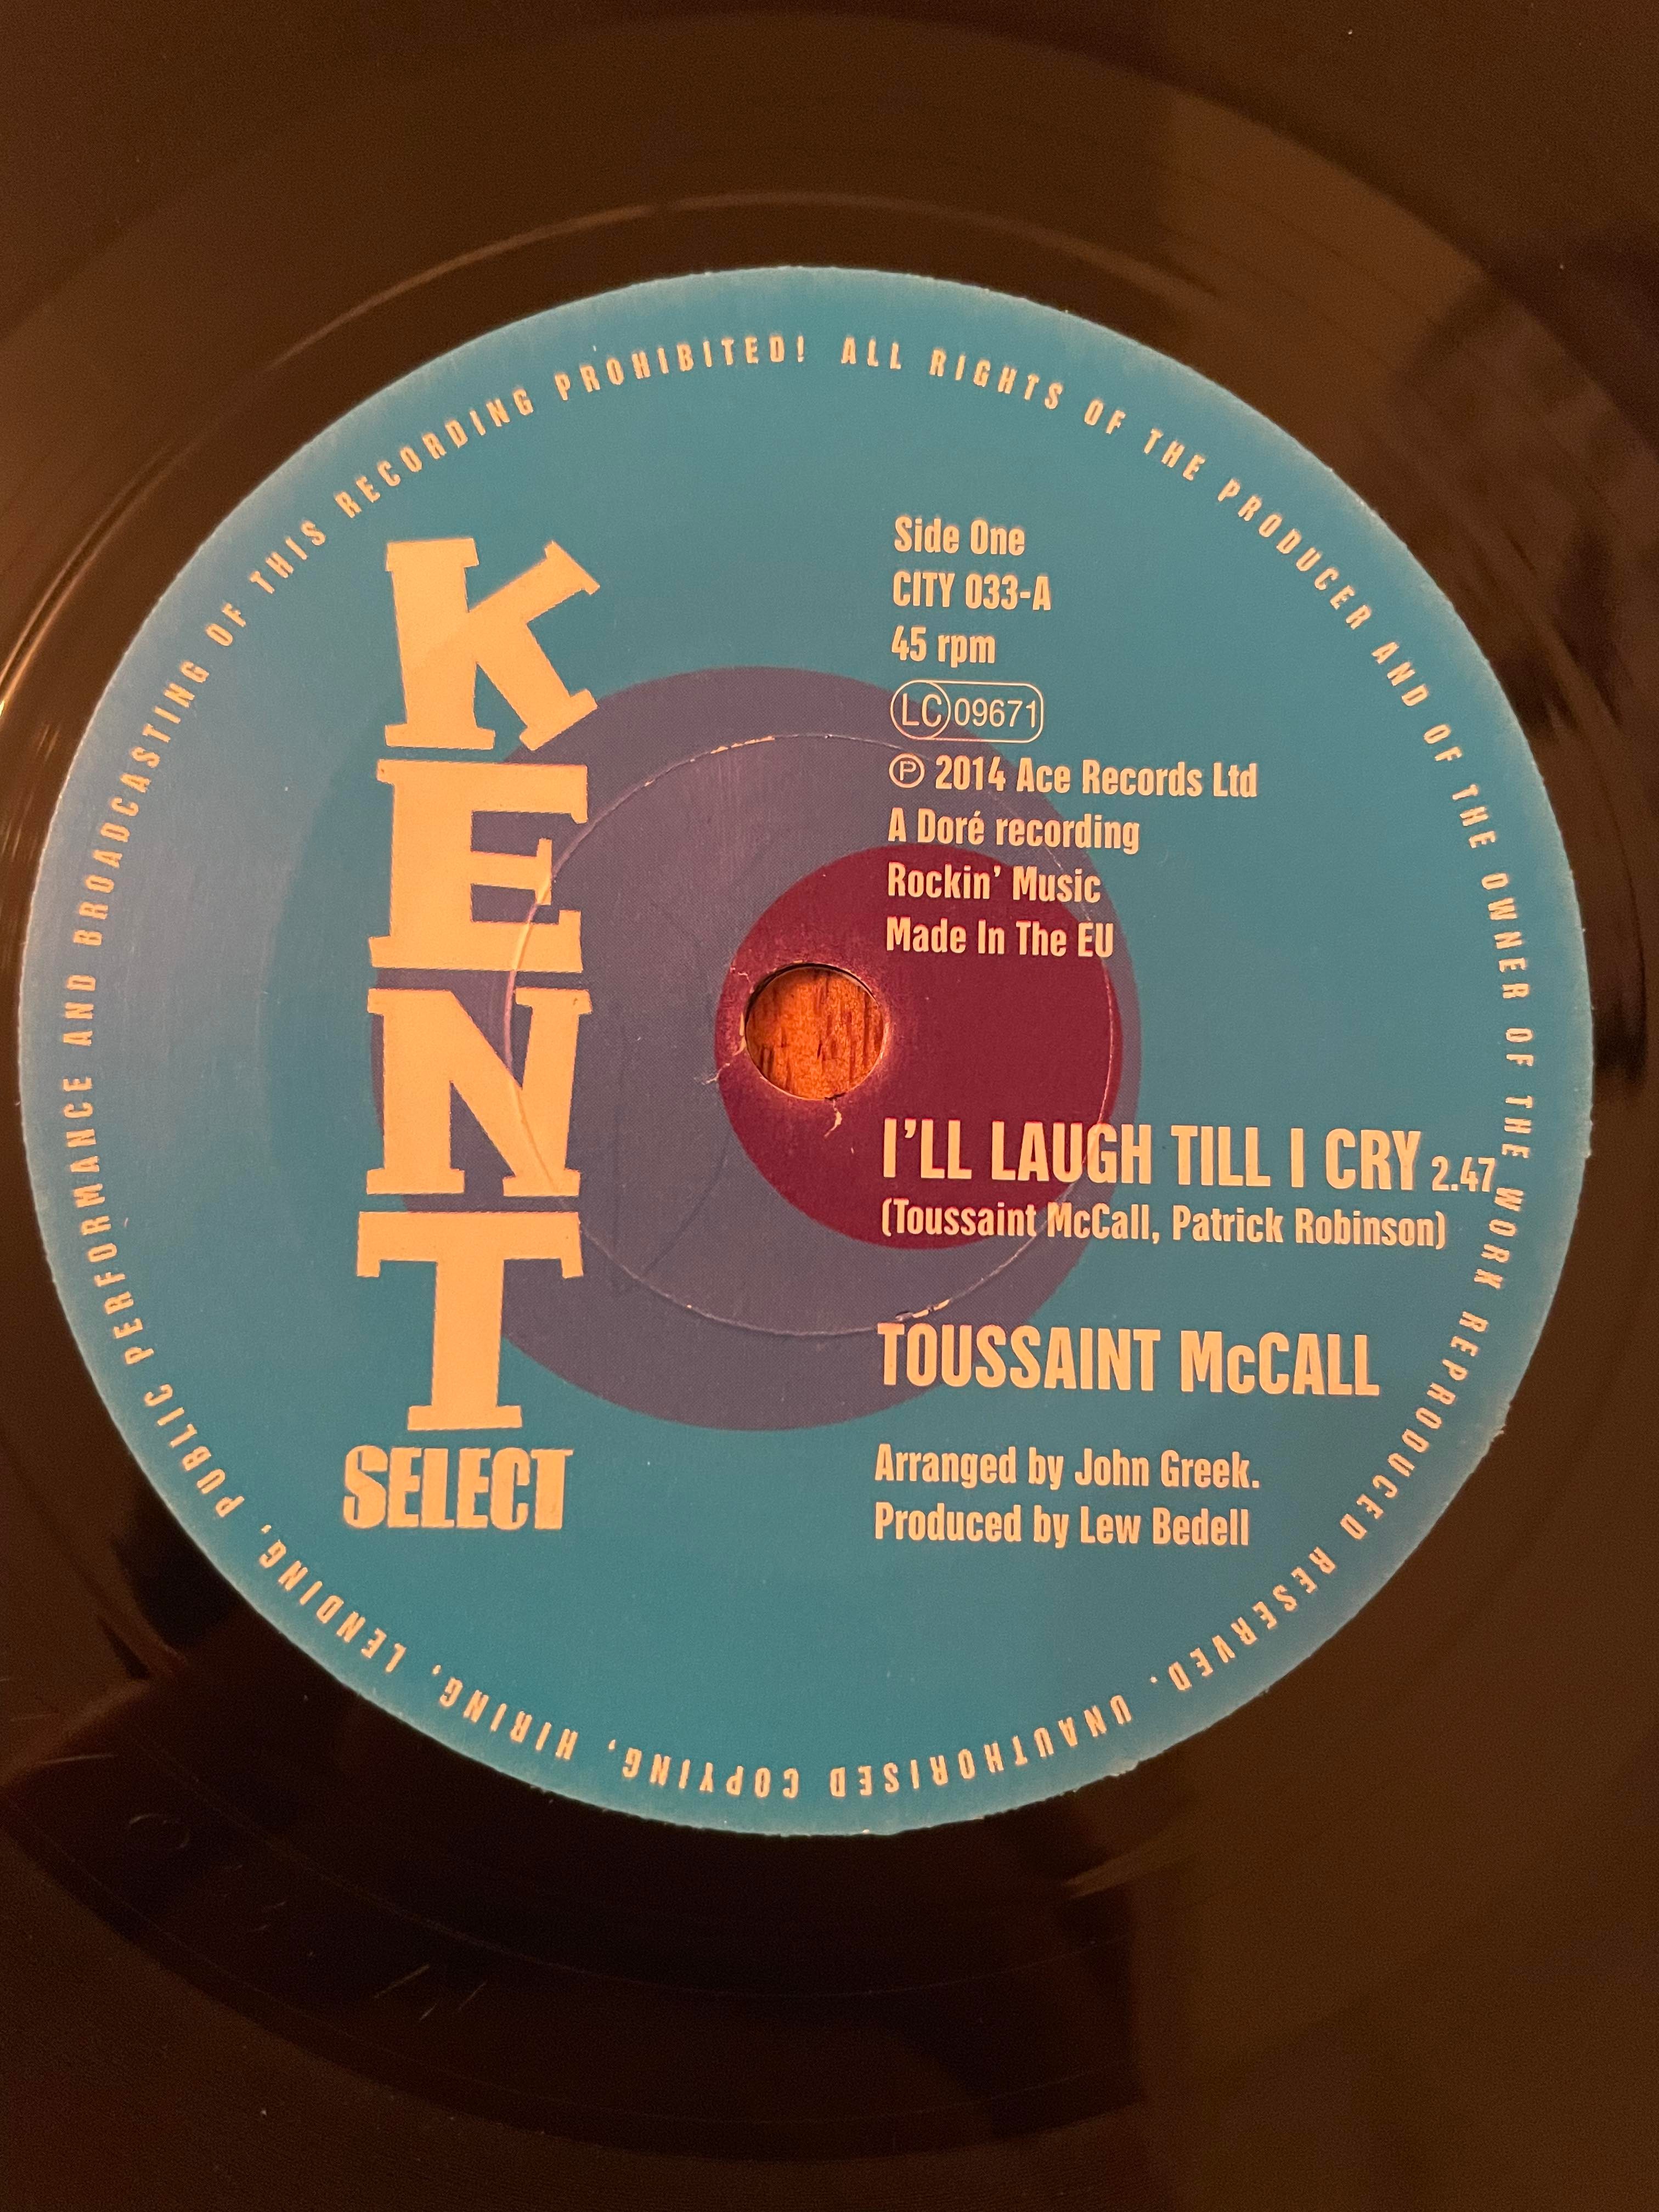 KENT
SELECT
Side One
CITY 033-A
45 rpm
LC 09671
℗ 2014 Ace Records Ltd
A Doré recording
Rockin' Music
Made In The EU
I'LL LAUGH TILL I CRY 2.47
(Toussaint McCall, Patrick Robinson)
TOUSSAINT McCALL
Arranged by John Greek.
Produced by Lew Bedell
ALL RIGHTS OF THE PRODUCER AND OF THE OWNER OF THE WORK REPRODUCED RESERVED. UNAUTHORISED COPYING, HIRING, LENDING, PUBLIC PERFORMANCE AND BROADCASTING OF THIS RECORDING PROHIBITED!